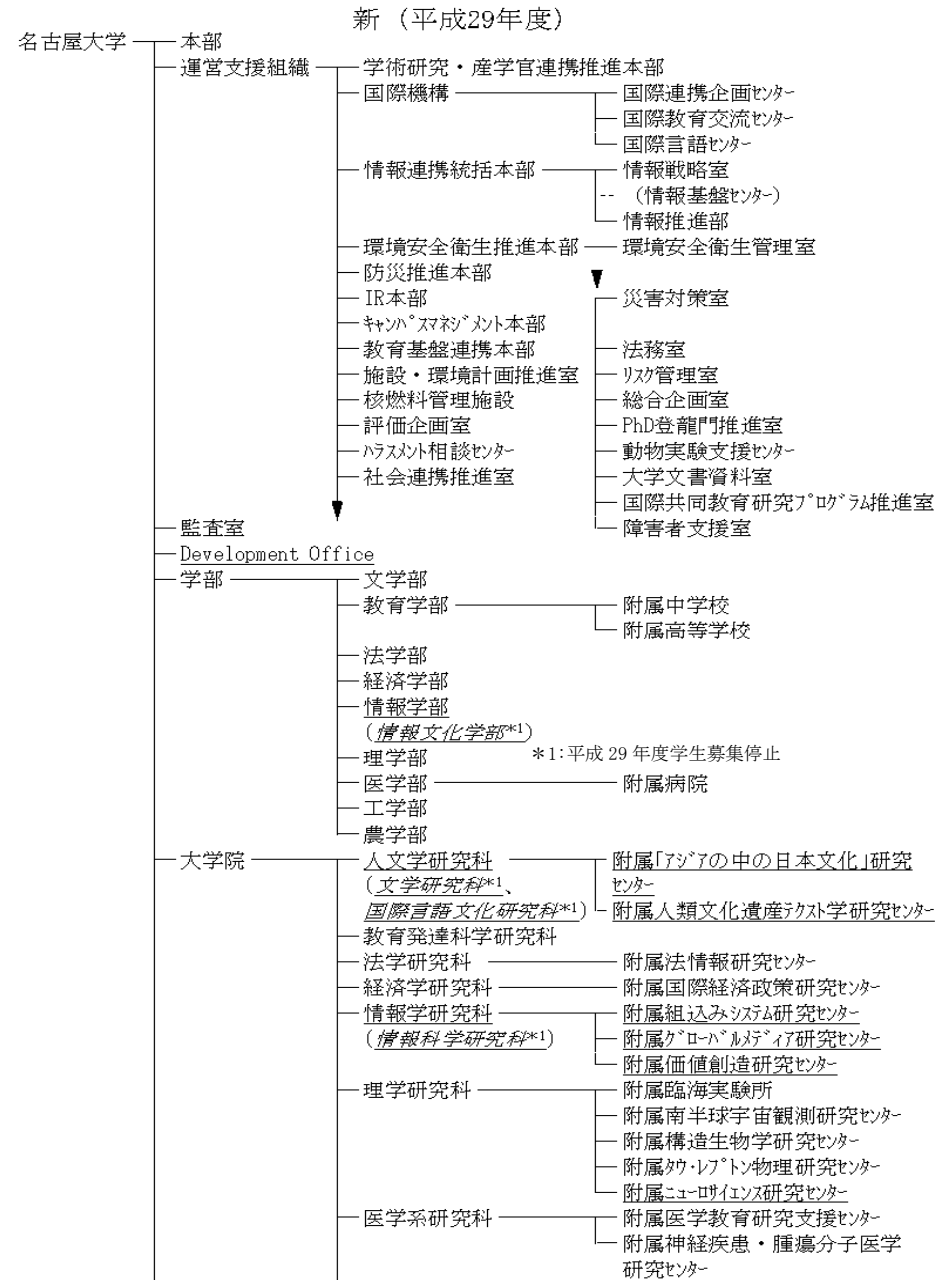 新（平成29年度）
名古屋大学 本部
運営支援組織 学術研究・産学官連携推進本部
国際機構 国際連携企画ｾﾝﾀｰ
国際教育交流ｾﾝﾀｰ
国際言語ｾﾝﾀｰ
情報連携統括本部 情報戦略室
（情報基盤ｾﾝﾀｰ）
情報推進部
環境安全衛生推進本部 環境安全衛生管理室
防災推進本部
IR本部 災害対策室
ｷｬﾝﾊﾟｽﾏﾈｼﾞﾒﾝﾄ本部
教育基盤連携本部 法務室
施設・環境計画推進室 ﾘｽｸ管理室
核燃料管理施設 総合企画室
評価企画室 PhD登龍門推進室
ﾊﾗｽﾒﾝﾄ相談ｾﾝﾀｰ 動物実験支援ｾﾝﾀｰ
社会連携推進室 大学文書資料室
国際共同教育研究ﾌﾟﾛｸﾞﾗﾑ推進室
監査室 障害者支援室
Development Office
学部 文学部
教育学部 附属中学校
附属高等学校
法学部
経済学部
情報学部
（情報文化学部*1）
理学部 ＊1：平成 29 年度学生募集停止
医学部 附属病院
工学部
農学部
大学院 人文学研究科 附属｢ｱｼﾞｱの中の日本文化｣研究
（文学研究科*1、 ｾﾝﾀｰ
国際言語文化研究科*1） 附属人類文化遺産ﾃｸｽﾄ学研究ｾﾝﾀｰ
教育発達科学研究科
法学研究科 附属法情報研究ｾﾝﾀｰ
経済学研究科 附属国際経済政策研究ｾﾝﾀｰ
情報学研究科 附属組込みｼｽﾃﾑ研究ｾﾝﾀｰ
（情報科学研究科*1） 附属ｸﾞﾛｰﾊﾞﾙﾒﾃﾞｨｱ研究ｾﾝﾀｰ
附属価値創造研究ｾﾝﾀｰ
理学研究科 附属臨海実験所
附属南半球宇宙観測研究ｾﾝﾀｰ
附属構造生物学研究ｾﾝﾀｰ
附属ﾀｳ･ﾚﾌﾟﾄﾝ物理研究ｾﾝﾀｰ
附属ﾆｭｰﾛｻｲｴﾝｽ研究ｾﾝﾀｰ
医学系研究科 附属医学教育研究支援ｾﾝﾀｰ
附属神経疾患・腫瘍分子医学
研究ｾﾝﾀｰ